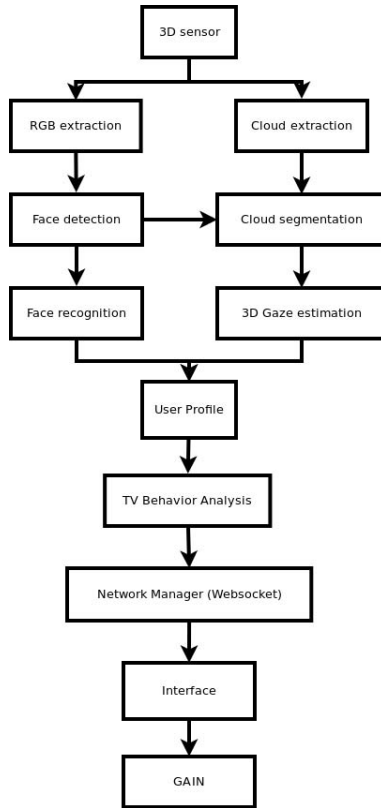 3D sensor
RGB extraction
Cloud extraction
Face detection
Cloud segmentation
Face recognition
3D Gaze estimation
User Profile
TV Behavior Analysis
Network Manager (Websocket)
Interface
GAIN